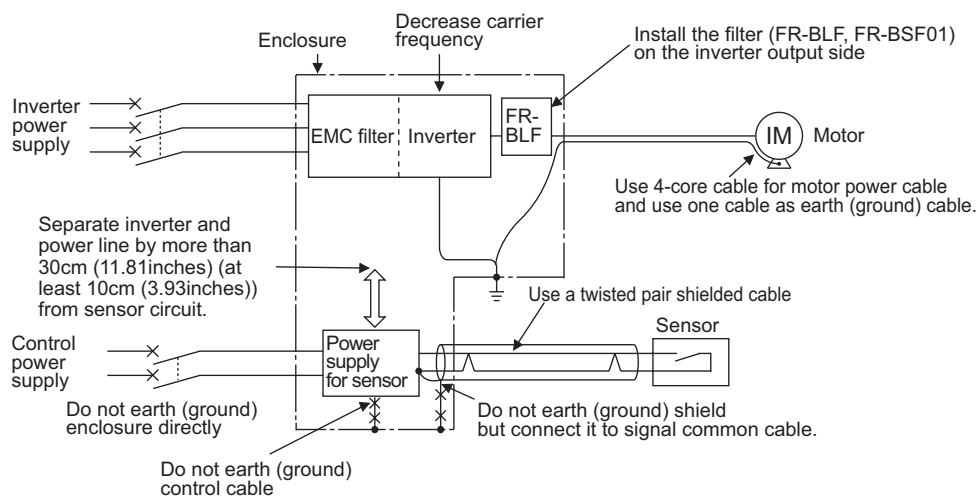 Decrease carrier
frequency
Enclosure
Install the filter (FR-BLF, FR-BSF01)
on the inverter output side
Inverter
power
supply
EMC filter
Inverter
FR-
BLF
IM
Motor
Use 4-core cable for motor power cable
and use one cable as earth (ground) cable.
Separate inverter and
power line by more than
30cm (11.81inches) (at
least 10cm (3.93inches))
from sensor circuit.
Use a twisted pair shielded cable
Sensor
Control
power
supply
Power
supply
for sensor
Do not earth (ground)
enclosure directly
Do not earth (ground) shield
but connect it to signal common cable.
Do not earth (ground)
control cable